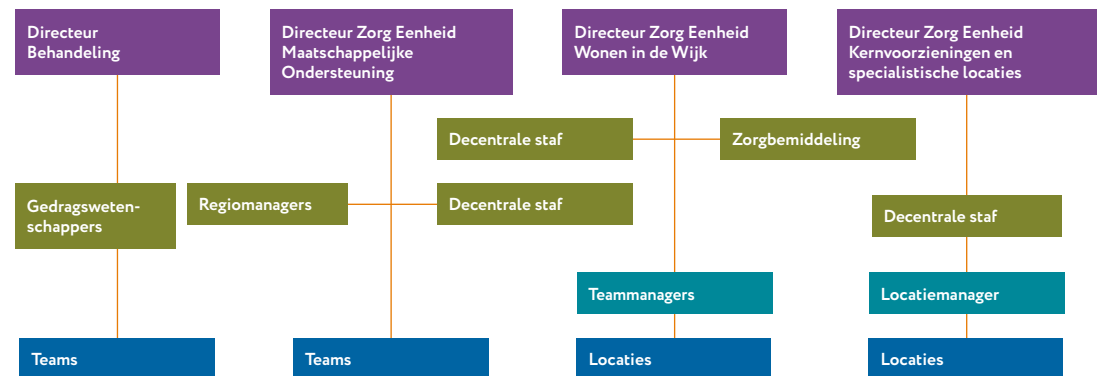 Directeur
Behandeling
Directeur Zorg Eenheid
Maatschappelijke
Ondersteuning
Directeur Zorg Eenheid
Wonen in de Wijk
Directeur Zorg Eenheid
Kernvoorzieningen en
specialistische locaties
Decentrale staf
Zorgbemiddeling
Gedragsweten-
schappers
Regiomanagers
Decentrale staf
Decentrale staf
Teammanagers
Locatiemanager
Teams
Teams
Locaties
Locaties